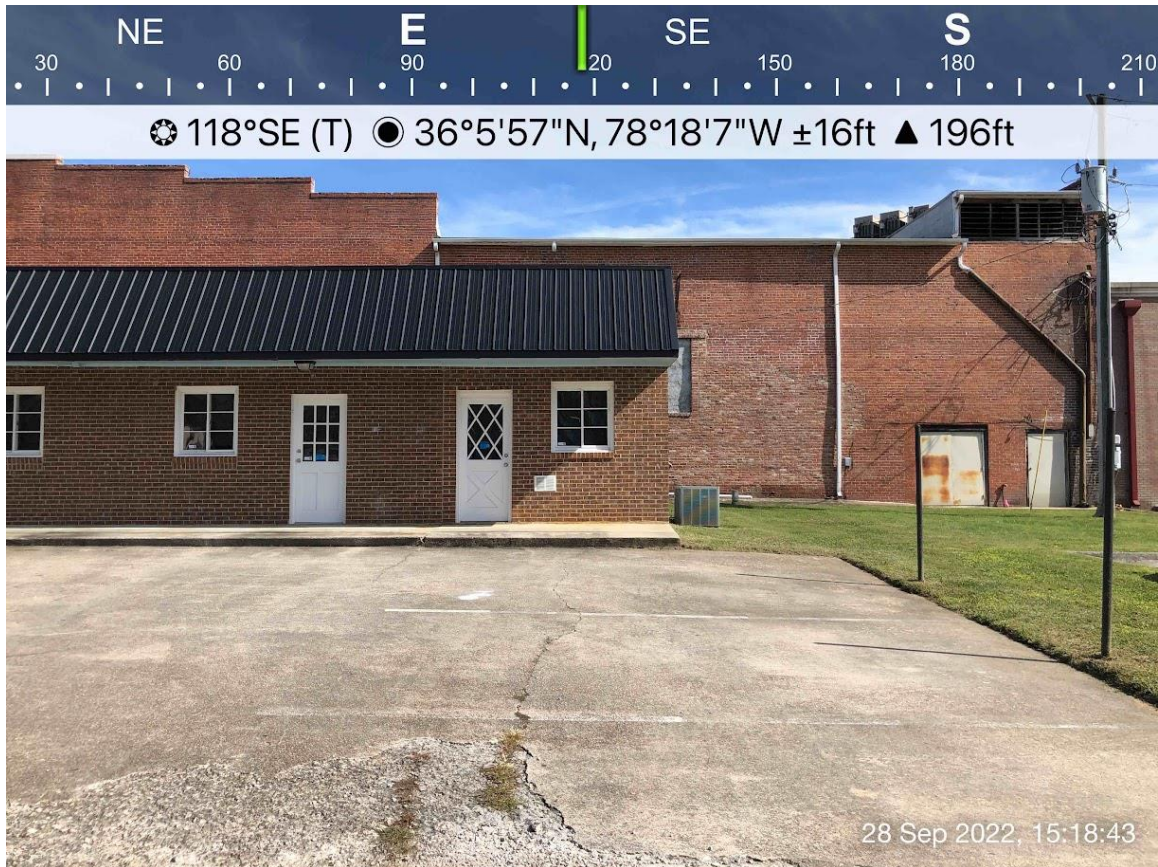 NE E SE S
30 60 90 120 150 180 210
118°SE (T) 36°5'57"N, 78°18'7"W ±16ft ▲ 196ft
28 Sep 2022, 15:18:43